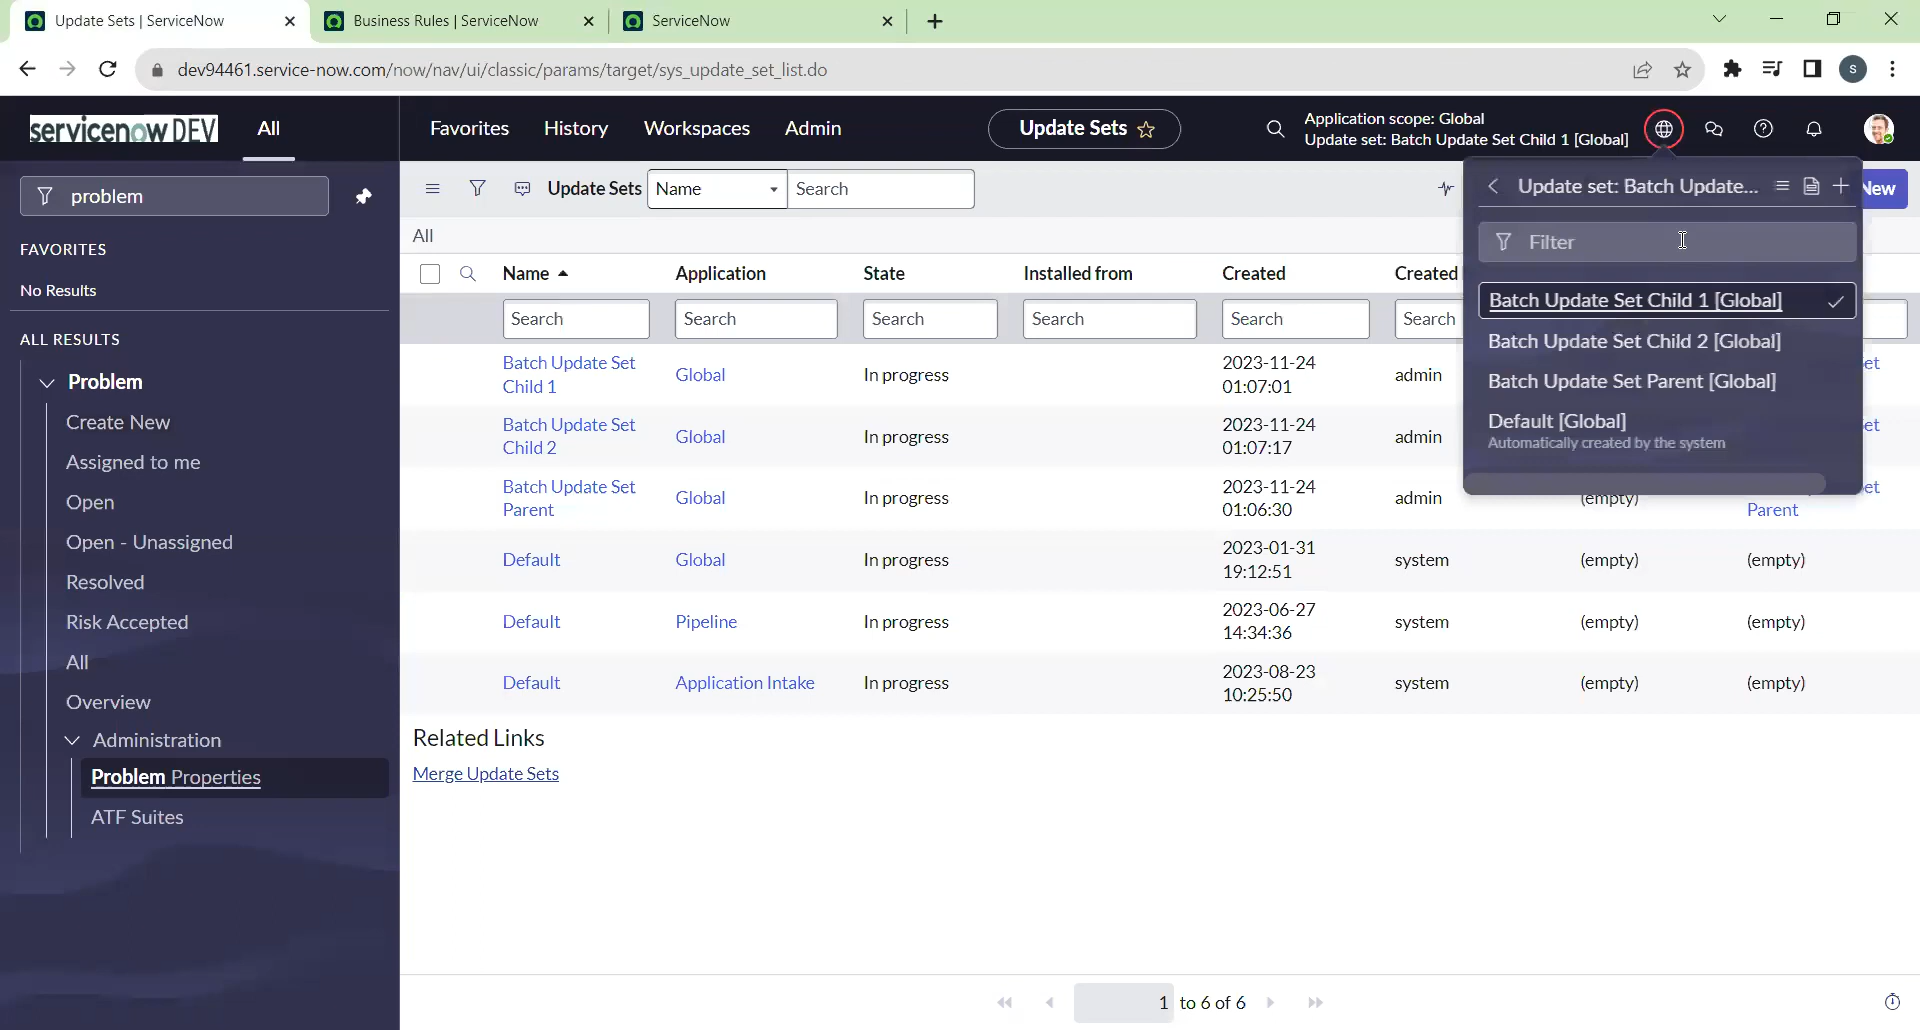 Update Sets | ServiceNow
Business Rules | ServiceNow
ServiceNow
dev94461.service-now.com/now/nav/ui/classic/params/target/sys_update_set_list.do
S
servicenow DEV
All
Favorites
History
Workspaces
Admin
Update Sets
Application scope: Global
Update set: Batch Update Set Child 1 [Global]
problem
FAVORITES
No Results
ALL RESULTS
Problem
Create New
Assigned to me
Open
Open - Unassigned
Resolved
Risk Accepted
All
Overview
Administration
Problem Properties
ATF Suites
Update Sets
Name
Search
New
All
Name
Application
State
Installed from
Created
Created
Search
Search
Search
Search
Search
Search
Batch Update Set
Child 1
Global
In progress
2023-11-24
01:07:01
admin
et
Batch Update Set
Child 2
Global
In progress
2023-11-24
01:07:17
admin
et
Batch Update Set
Parent
Global
In progress
2023-11-24
01:06:30
admin
(empty)
et
Parent
Default
Global
In progress
2023-01-31
19:12:51
system
(empty)
(empty)
Default
Pipeline
In progress
2023-06-27
14:34:36
system
(empty)
(empty)
Default
Application Intake
In progress
2023-08-23
10:25:50
system
(empty)
(empty)
Update set: Batch Update...
Filter
Batch Update Set Child 1 [Global]
Batch Update Set Child 2 [Global]
Batch Update Set Parent [Global]
Default [Global]
Automatically created by the system
Related Links
Merge Update Sets
1 to 6 of 6